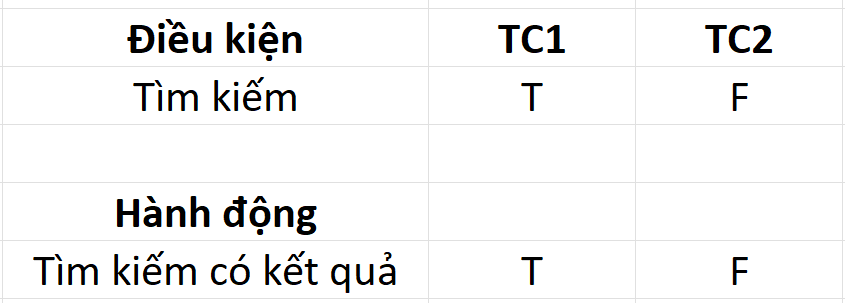 Điều kiện TC1 TC2
Tìm kiếm T F
Hành động
Tìm kiếm có kết quả T F